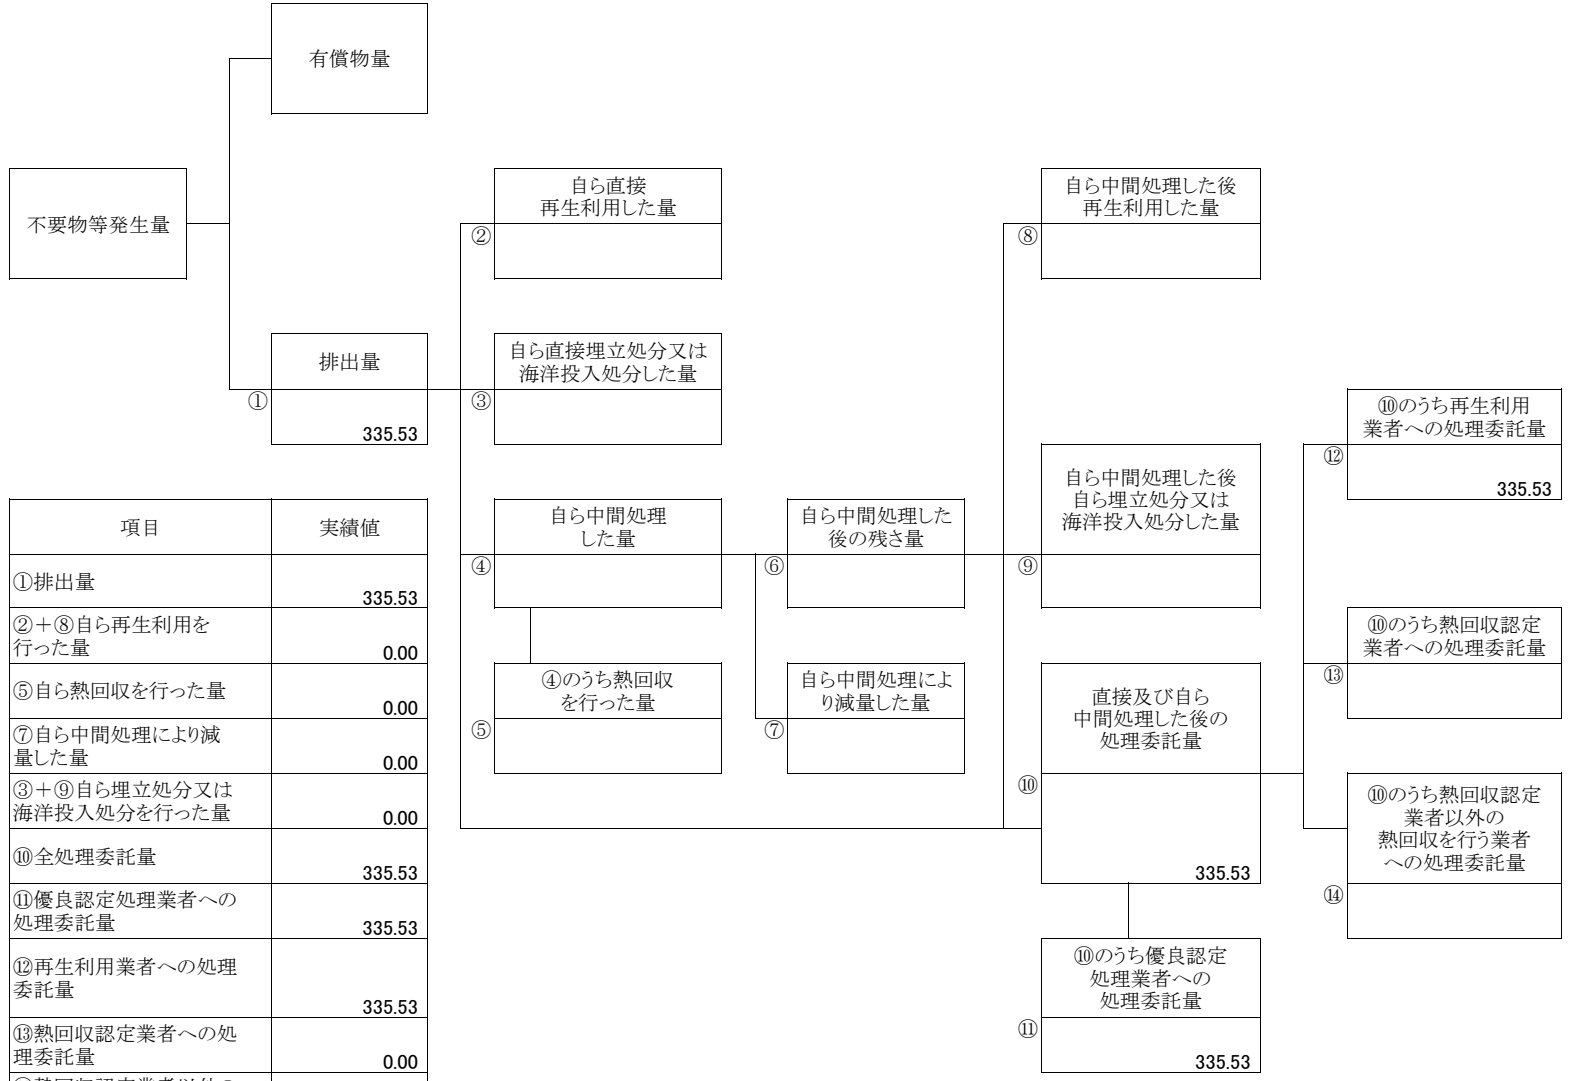 有償物量
不要物等発生量
排出量
①
335.53
自ら直接
再生利用した量
②
自ら直接埋立処分又は
海洋投入処分した量
③
自ら中間処理
した量
④
④のうち熱回収
を行った量
⑤
自ら中間処理した
後の残さ量
⑥
自ら中間処理によ
り減量した量
⑦
自ら中間処理した後
再生利用した量
⑧
自ら中間処理した後
自ら埋立処分又は
海洋投入処分した量
⑨
直接及び自ら
中間処理した後の
処理委託量
⑩
335.53
⑩のうち優良認定
処理業者への
処理委託量
⑪
335.53
⑩のうち再生利用
業者への処理委託量
⑫
335.53
⑩のうち熱回収認定
業者への処理委託量
⑬
⑩のうち熱回収認定
業者以外の
熱回収を行う業者
への処理委託量
⑭
項目 実績値
①排出量
335.53
②+⑧自ら再生利用を
行った量
0.00
⑤自ら熱回収を行った量
0.00
⑦自ら中間処理により減
量した量
0.00
③+⑨自ら埋立処分又は
海洋投入処分を行った量
0.00
⑩全処理委託量
335.53
⑪優良認定処理業者への
処理委託量
335.53
⑫再生利用業者への処理
委託量
335.53
⑬熱回収認定業者への処
理委託量
0.00